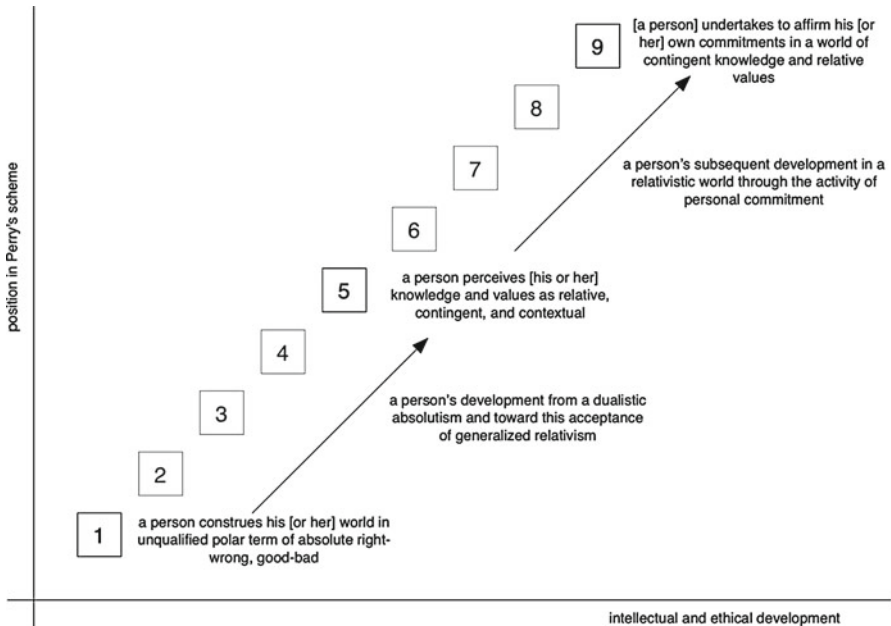 9
[a person] undertakes to affirm his [or
her] own commitments in a world of
contingent knowledge and relative
values
8
a person's subsequent development in a
relativistic world through the activity of
personal commitment
7
6
5
a person perceives [his or her]
knowledge and values as relative,
contingent, and contextual
4
a person's development from a dualistic
absolutism and toward this acceptance
of generalized relativism
3
2
1
a person construes his [or her] world in
unqualified polar term of absolute right-
wrong, good-bad
position in Perry's scheme
intellectual and ethical development